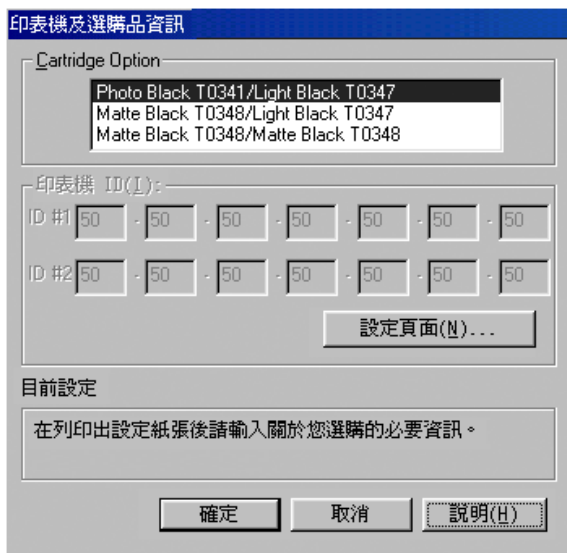 印表機及選購品資訊
Cartridge Option
Photo Black T0341/Light Black T0347
Matte Black T0348/Light Black T0347
Matte Black T0348/Matte Black T0348
印表機 ID(I):
ID #1 50 - 50 - 50 - 50 - 50 - 50 - 50
ID #2 50 - 50 - 50 - 50 - 50 - 50 - 50
設定頁面(N)...
目前設定
在列印出設定紙張後請輸入關於您選購的必要資訊。
確定 取消 說明(H)